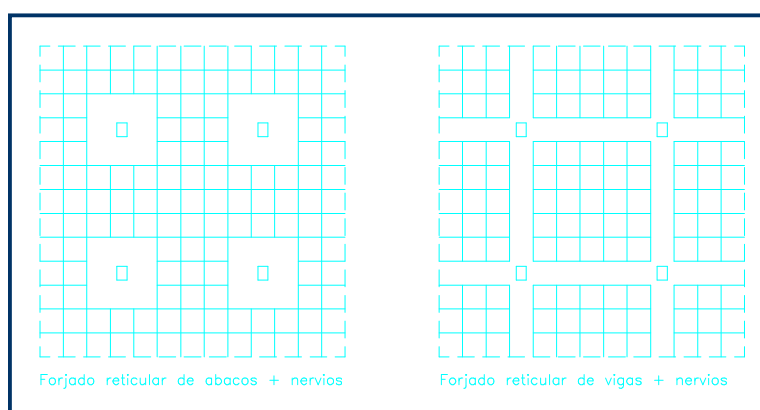 Forjado reticular de abacos + nervios
Forjado reticular de vigas + nervios